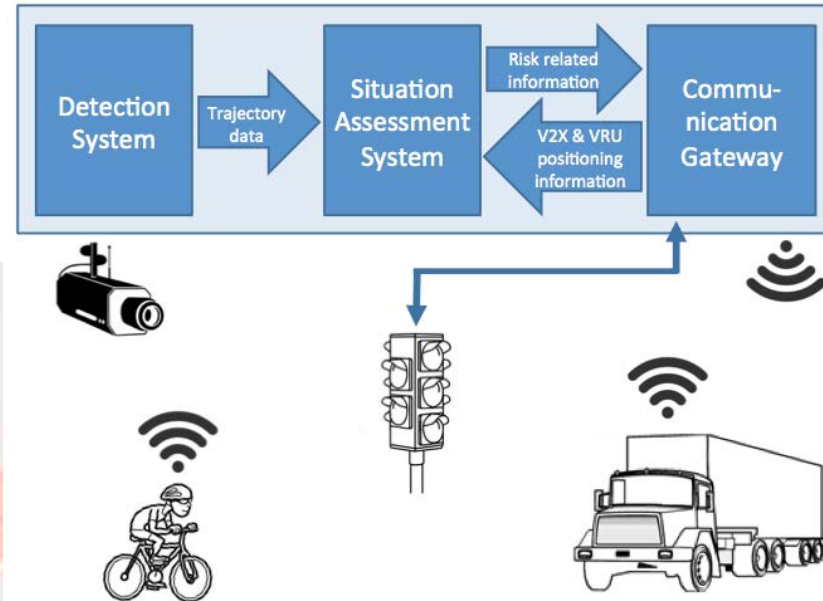 Detection
System
Trajectory
data
Situation
Assessment
System
Risk related
information
V2X & VRU
positioning
information
Commu-
nication
Gateway